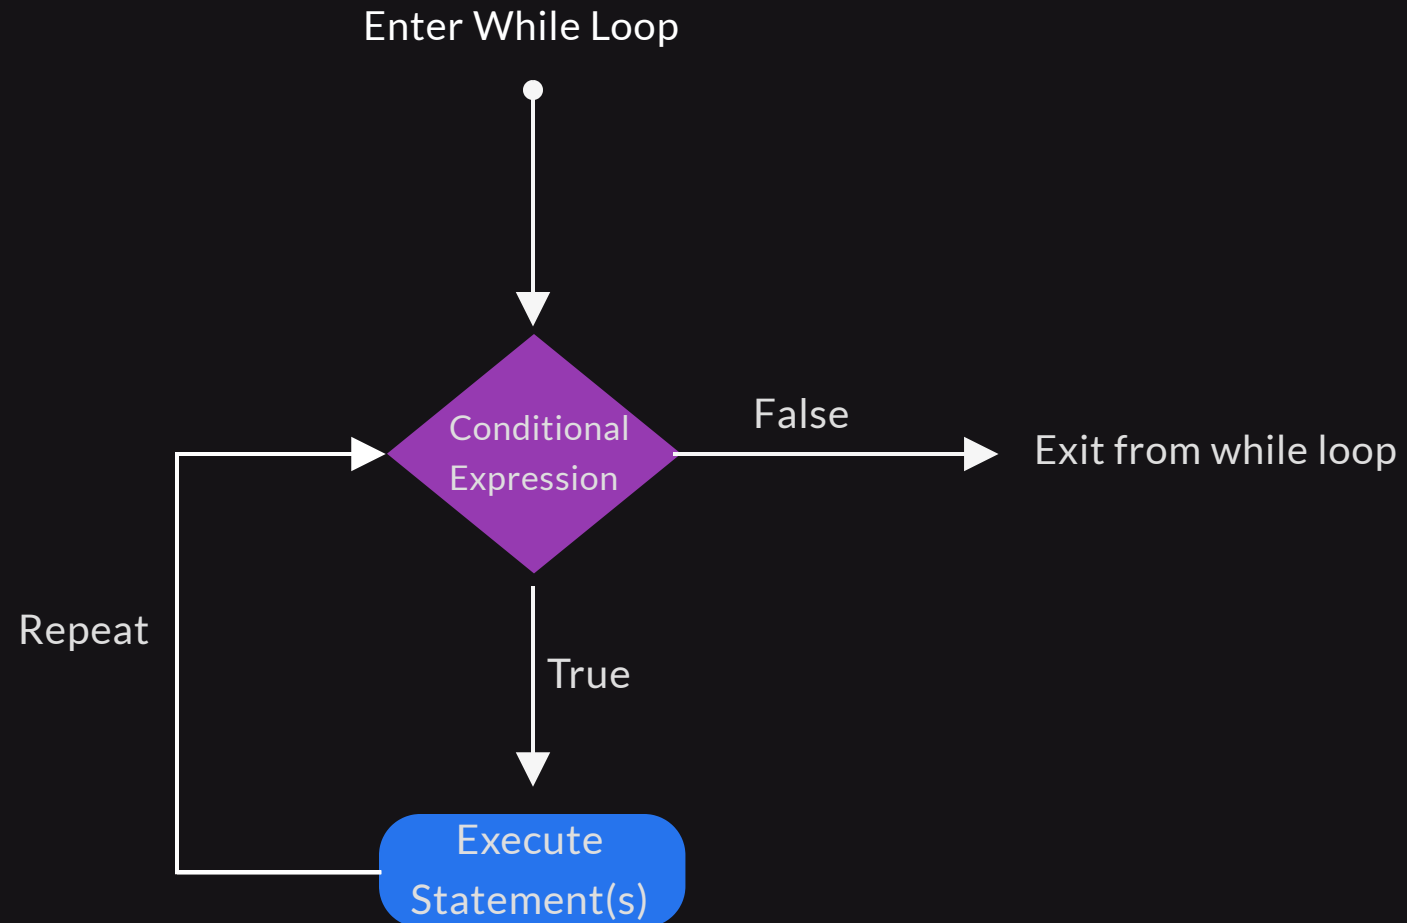 Enter While Loop
Conditional
Expression
False
Exit from while loop
Repeat
True
Execute
Statement(s)